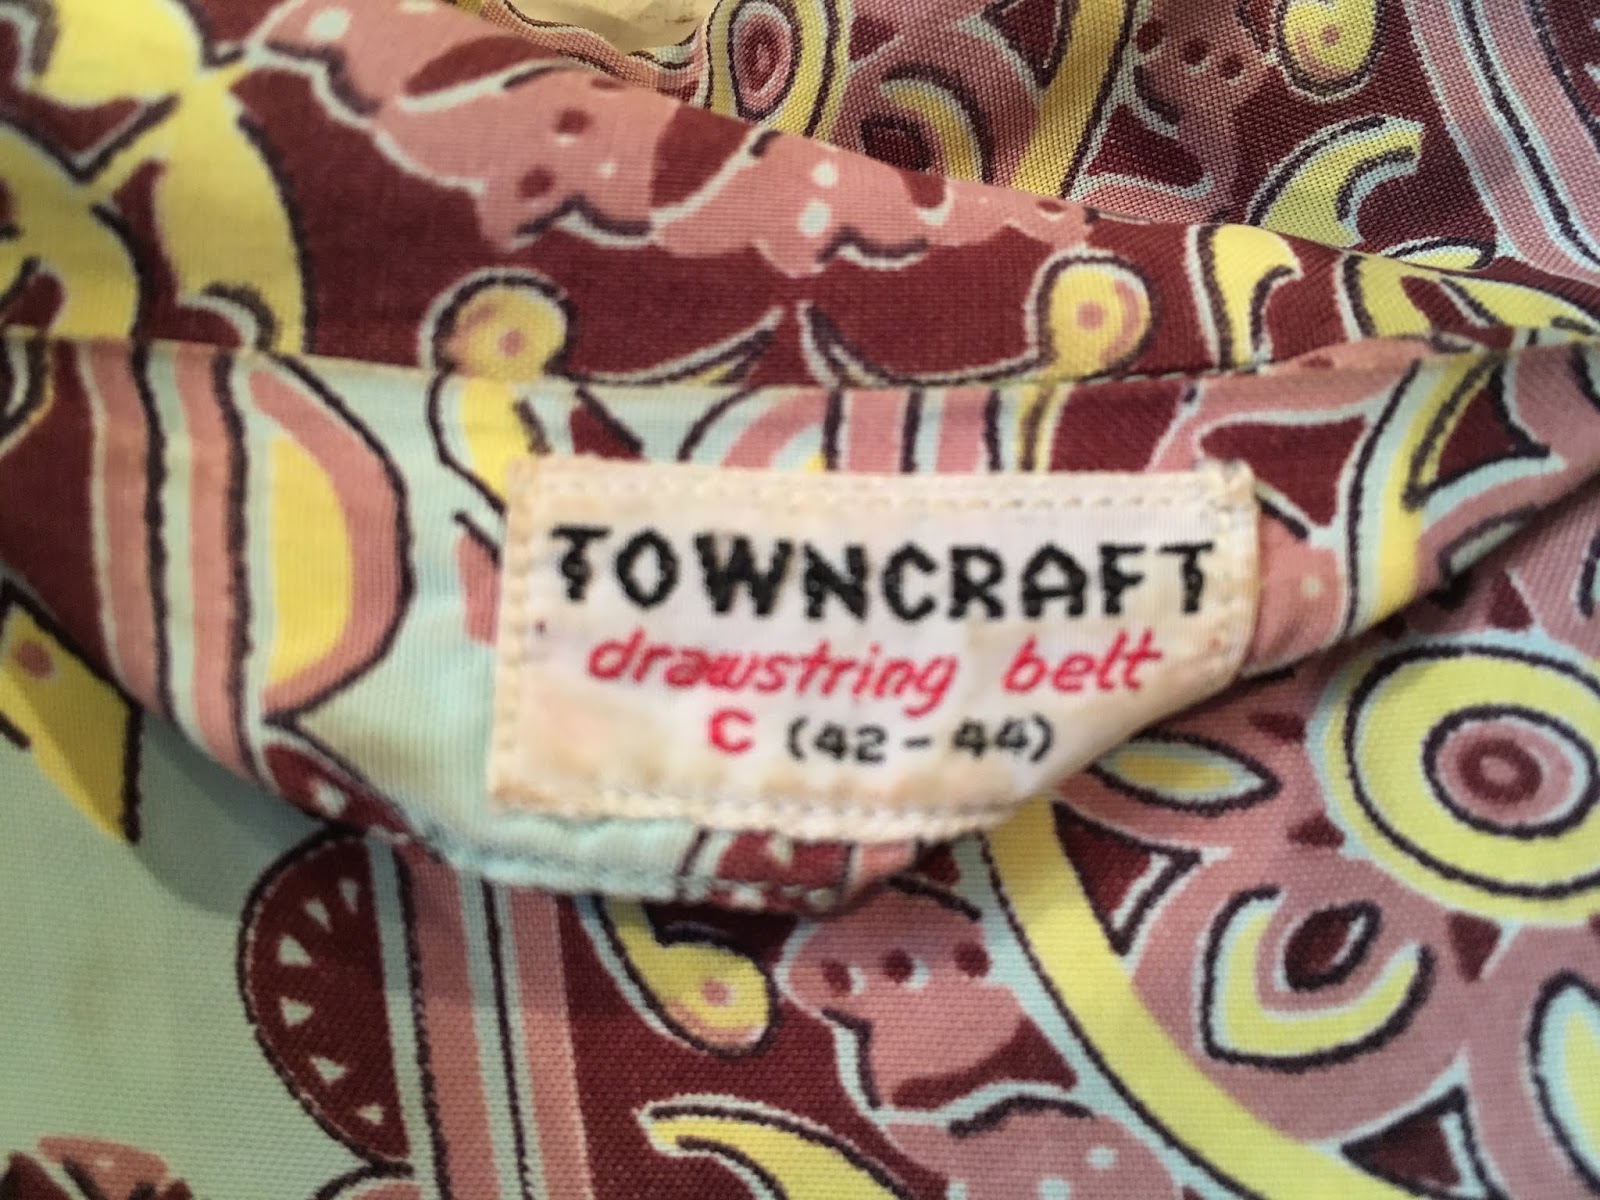 TOWNCRAFT
drawstring belt
C (42-44)